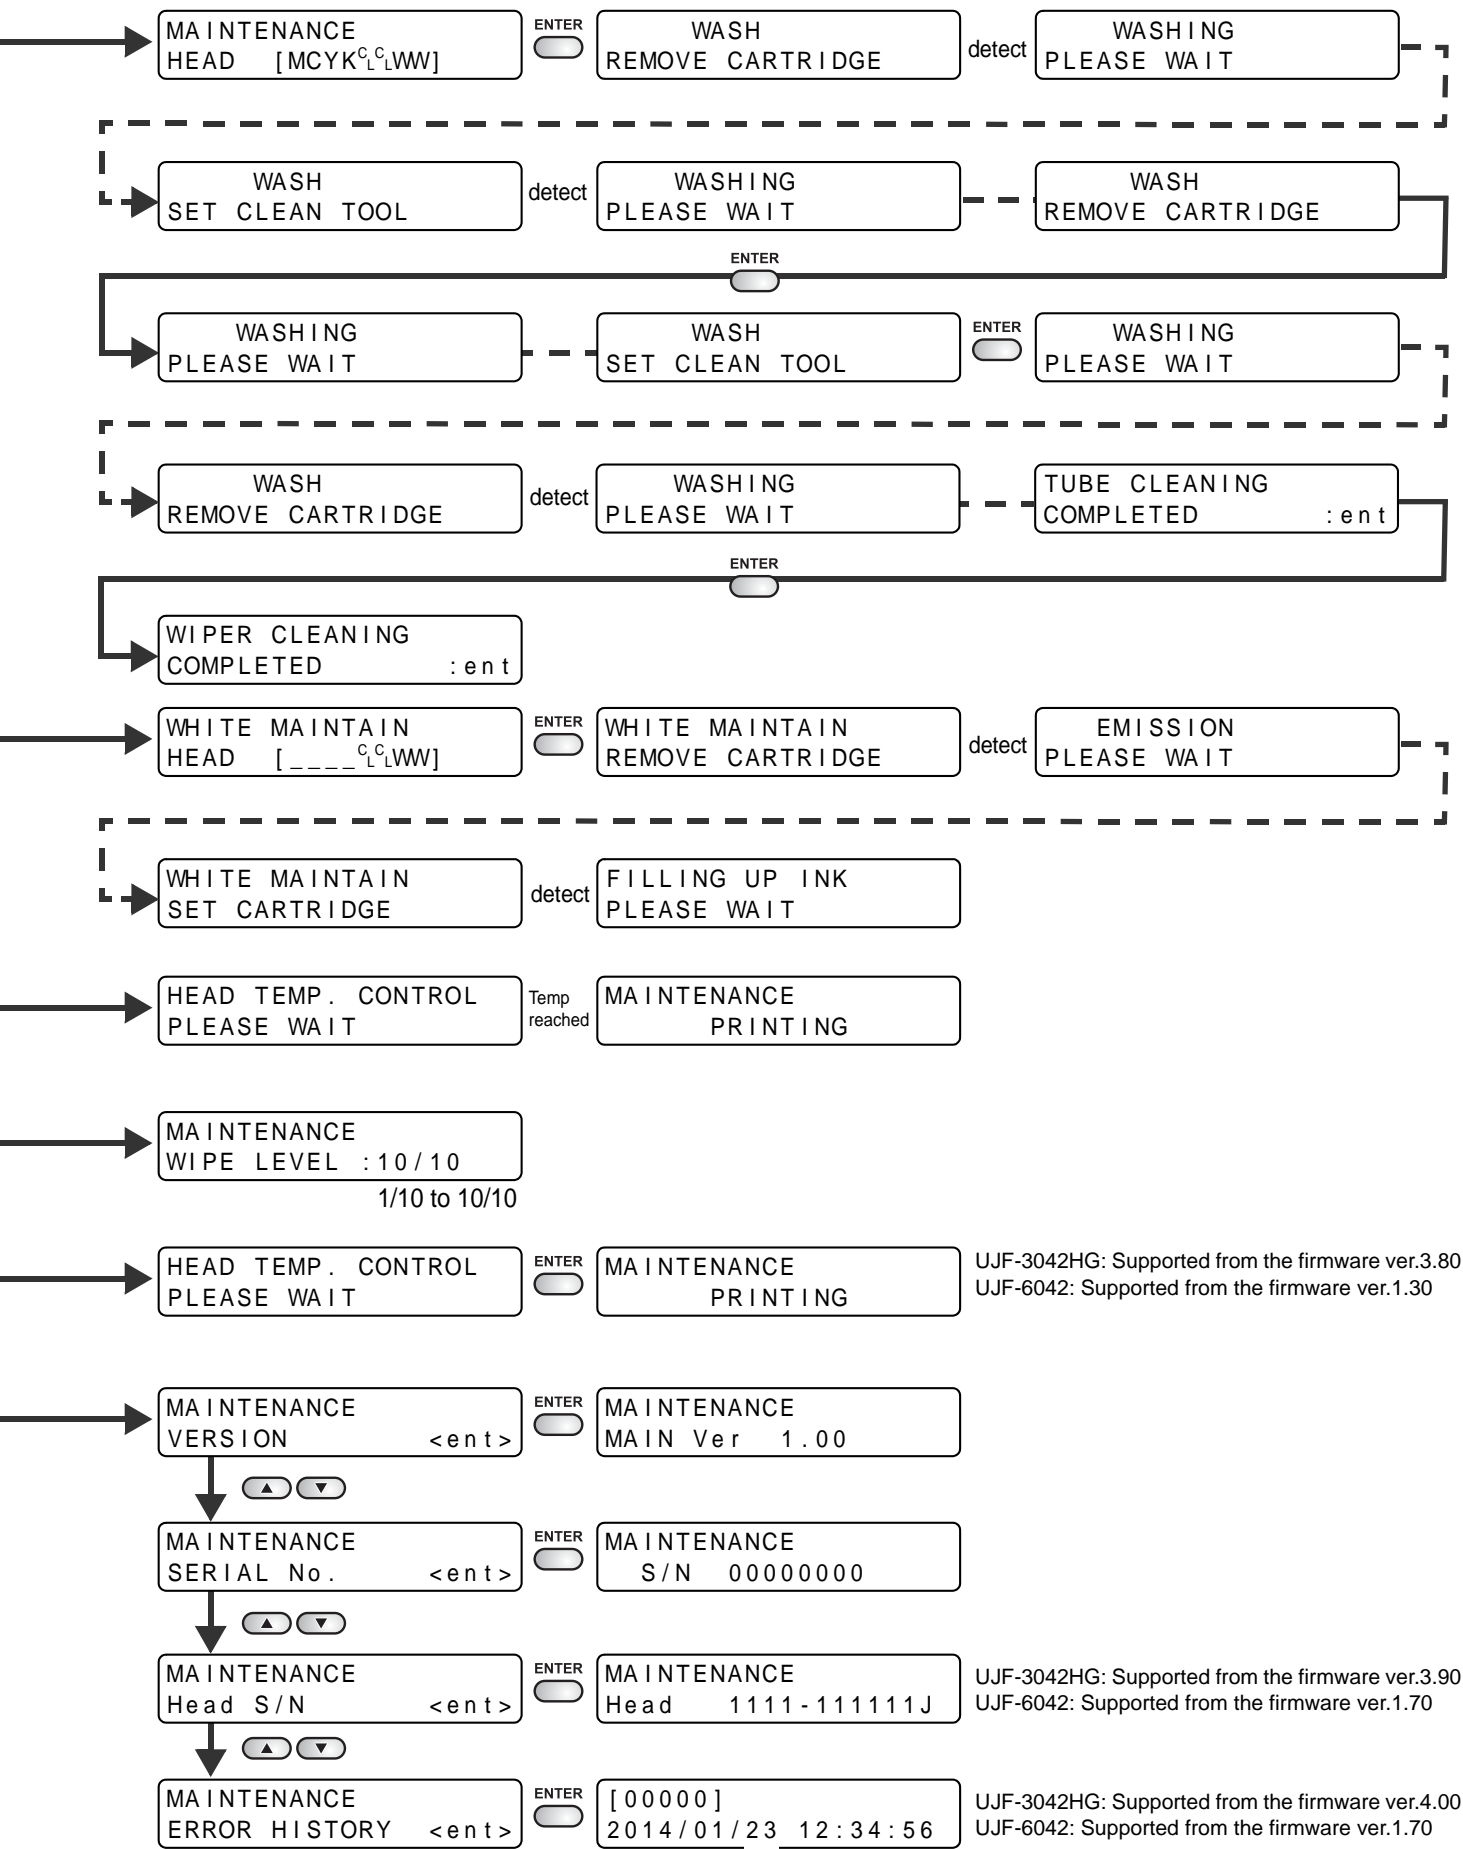 MAINTENANCE
HEAD [MCYKCLCLWW]
ENTER
WASH
REMOVE CARTRIDGE
detect
WASHING
PLEASE WAIT
WASH
SET CLEAN TOOL
detect
WASHING
PLEASE WAIT
WASH
REMOVE CARTRIDGE
ENTER
WASHING
PLEASE WAIT
WASH
SET CLEAN TOOL
ENTER
WASHING
PLEASE WAIT
WASH
REMOVE CARTRIDGE
detect
WASHING
PLEASE WAIT
TUBE CLEANING
COMPLETED :ent
ENTER
WIPER CLEANING
COMPLETED :ent
WHITE MAINTAIN
HEAD [____CLCLWW]
ENTER
WHITE MAINTAIN
REMOVE CARTRIDGE
detect
EMISSION
PLEASE WAIT
WHITE MAINTAIN
SET CARTRIDGE
detect
FILLING UP INK
PLEASE WAIT
HEAD TEMP. CONTROL
PLEASE WAIT
Temp
reached
MAINTENANCE
PRINTING
MAINTENANCE
WIPE LEVEL :10/10
1/10 to 10/10
HEAD TEMP. CONTROL
PLEASE WAIT
ENTER
MAINTENANCE
PRINTING
UJF-3042HG: Supported from the firmware ver.3.80
UJF-6042: Supported from the firmware ver.1.30
MAINTENANCE
VERSION <ent>
ENTER
MAINTENANCE
MAIN Ver 1.00
MAINTENANCE
SERIAL No. <ent>
ENTER
MAINTENANCE
S/N 00000000
MAINTENANCE
Head S/N <ent>
ENTER
MAINTENANCE
Head 1111-111111J
UJF-3042HG: Supported from the firmware ver.3.90
UJF-6042: Supported from the firmware ver.1.70
MAINTENANCE
ERROR HISTORY <ent>
ENTER
[00000]
2014/01/23 12:34:56
UJF-3042HG: Supported from the firmware ver.4.00
UJF-6042: Supported from the firmware ver.1.70